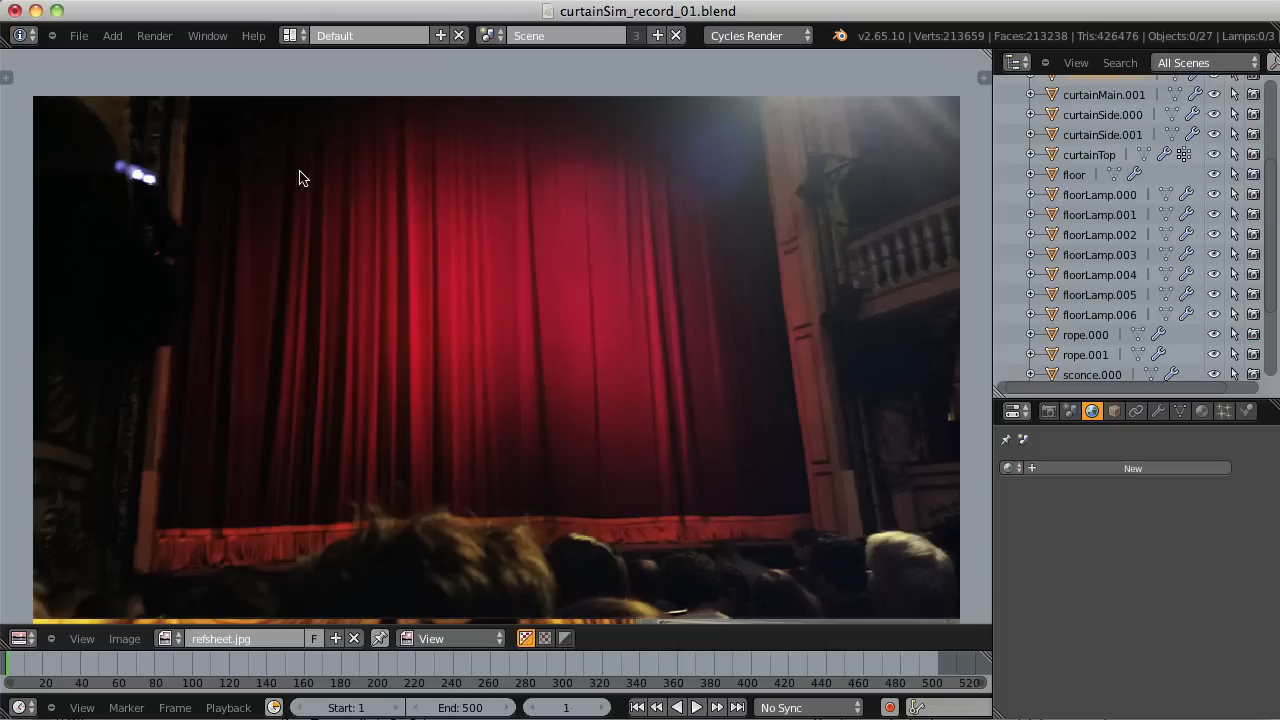 curtainSim_record_01.blend
File Add Render Window Help Default Scene 3 Cycles Render v2.65.10 | Verts:213659 | Faces:213238 | Tris:426476 | Objects:0/27 | Lamps:0/3
View Search All Scenes
curtainMain.001
curtainSide.000
curtainSide.001
curtainTop
floor
floorLamp.000
floorLamp.001
floorLamp.002
floorLamp.003
floorLamp.004
floorLamp.005
floorLamp.006
rope.000
rope.001
sconce.000
New
View Image refsheet.jpg F View
20 40 60 80 100 120 140 160 180 200 220 240 260 280 300 320 340 360 380 400 420 440 460 480 500 520
View Marker Frame Playback Start: 1 End: 500 1 No Sync